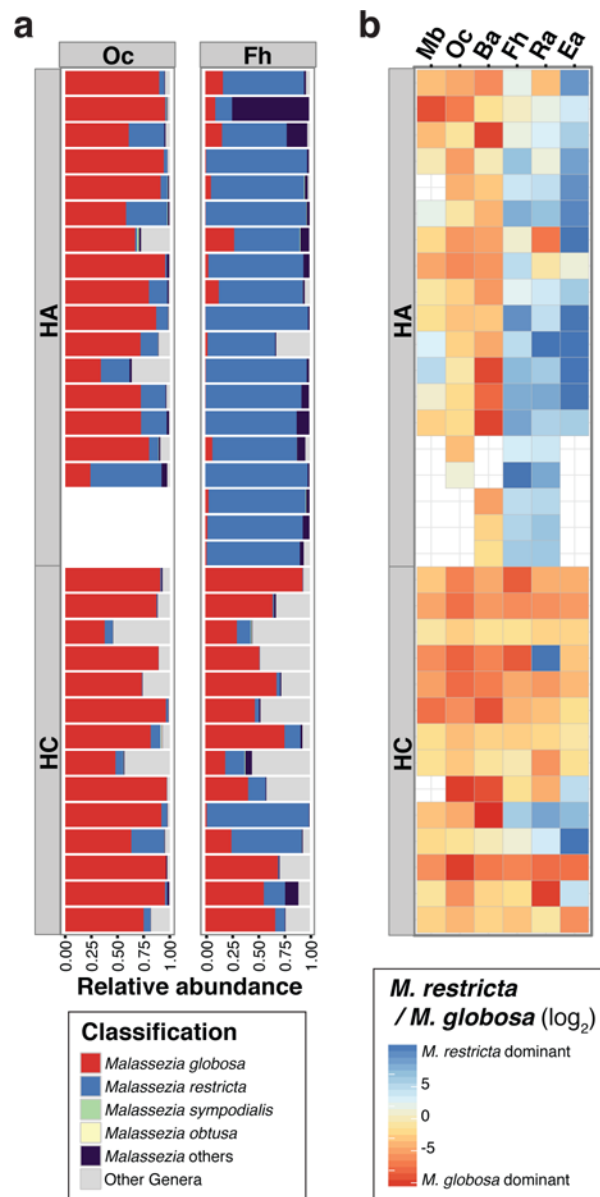 a
Oc
Fh
HA
HC
0.00
0.25
0.50
0.75
1.00
0.00
0.25
0.50
0.75
1.00
Relative abundance
Classification
Malassezia globosa
Malassezia restricta
Malassezia sympodialis
Malassezia obtusa
Malassezia others
Other Genera
b
Mb
Oc
Ba
Fh
Ra
Ea
HA
HC
M. restricta
/ M. globosa (log2)
M. restricta dominant
5
0
-5
M. globosa dominant